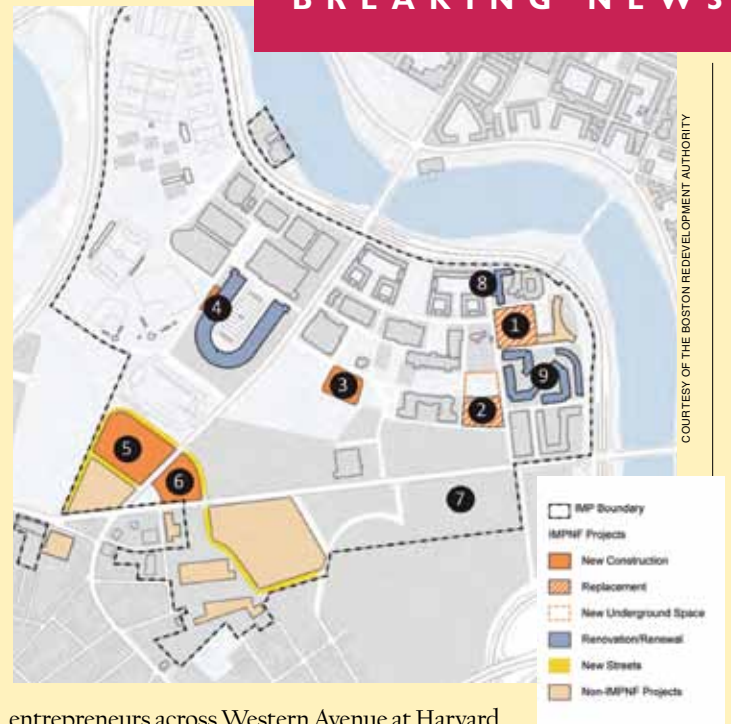 BREAKING NEWS
COURTESY OF THE BOSTON REDEVELOPMENT AUTHORITY
8
1
4
9
3
2
5
6
7
IMP Boundary
IMPNF Projects
New Construction
Replacement
New Underground Space
Renovation/Renewal
New Streets
Non-IMPNF Projects
entrepreneurs across Western Avenue at Harvard